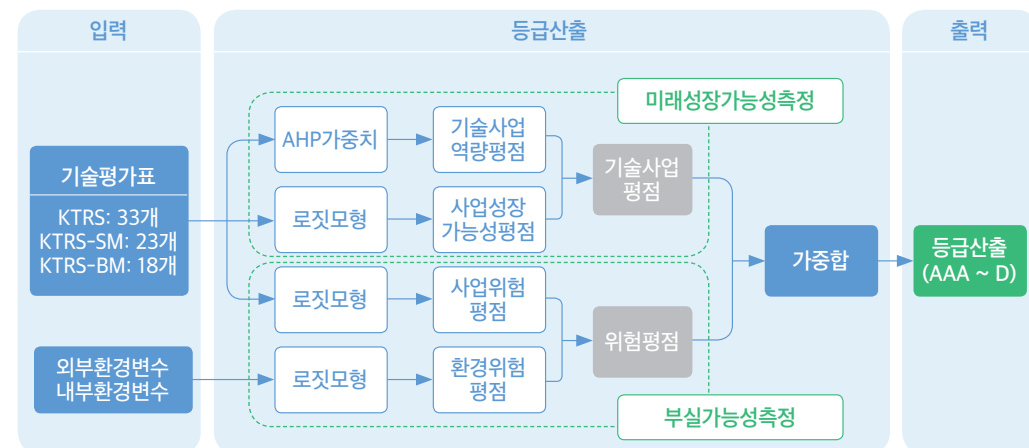 입력
등급산출
출력
미래성장가능성측정
AHP가중치
기술사업
역량평점
기술평가표
KTRS: 33개
KTRS-SM: 23개
KTRS-BM: 18개
기술사업
평점
로짓모형
사업성장
가능성평점
가중합
등급산출
(AAA ~ D)
로짓모형
사업위험
평점
위험평점
외부환경변수
내부환경변수
로짓모형
환경위험
평점
부실가능성측정